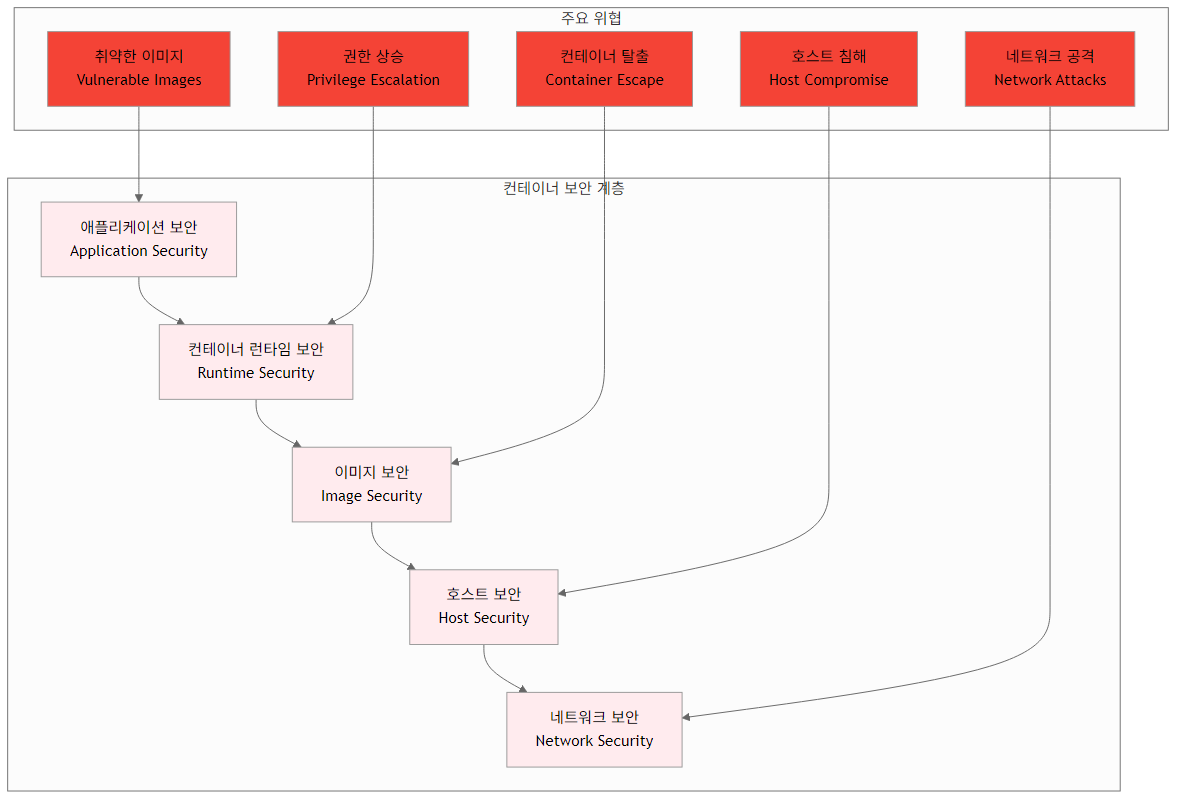 주요 위협
취약한 이미지
Vulnerable Images
권한 상승
Privilege Escalation
컨테이너 탈출
Container Escape
호스트 침해
Host Compromise
네트워크 공격
Network Attacks
컨테이너 보안 계층
애플리케이션 보안
Application Security
컨테이너 런타임 보안
Runtime Security
이미지 보안
Image Security
호스트 보안
Host Security
네트워크 보안
Network Security